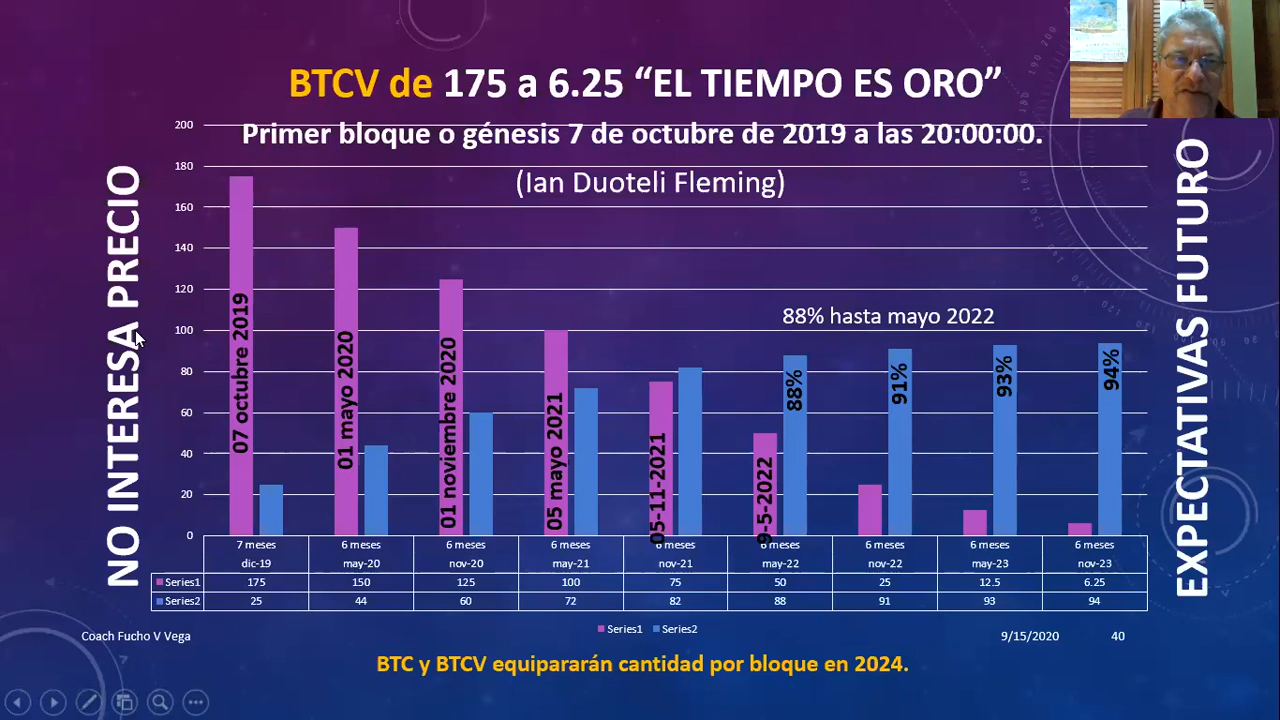 BTCV de 175 a 6.25 “EL TIEMPO ES ORO”
Primer bloque o génesis 7 de octubre de 2019 a las 20:00:00.
(Ian Duoteli Fleming)
NO INTERESA PRECIO
EXPECTATIVAS FUTURO
200
180
160
140
120
100
80
60
40
20
0
88% hasta mayo 2022
07 octubre 2019
01 mayo 2020
01 noviembre 2020
05 mayo 2021
05-11-2021
9-5-2022
88%
91%
93%
94%
7 meses 6 meses 6 meses 6 meses 6 meses 6 meses 6 meses 6 meses 6 meses
dic-19 may-20 nov-20 may-21 nov-21 may-22 nov-22 may-23 nov-23
Series1 175 150 125 100 75 50 25 12.5 6.25
Series2 25 44 60 72 82 88 91 93 94
Series1 Series2
Coach Fucho V Vega 9/15/2020 40
BTC y BTCV equipararán cantidad por bloque en 2024.